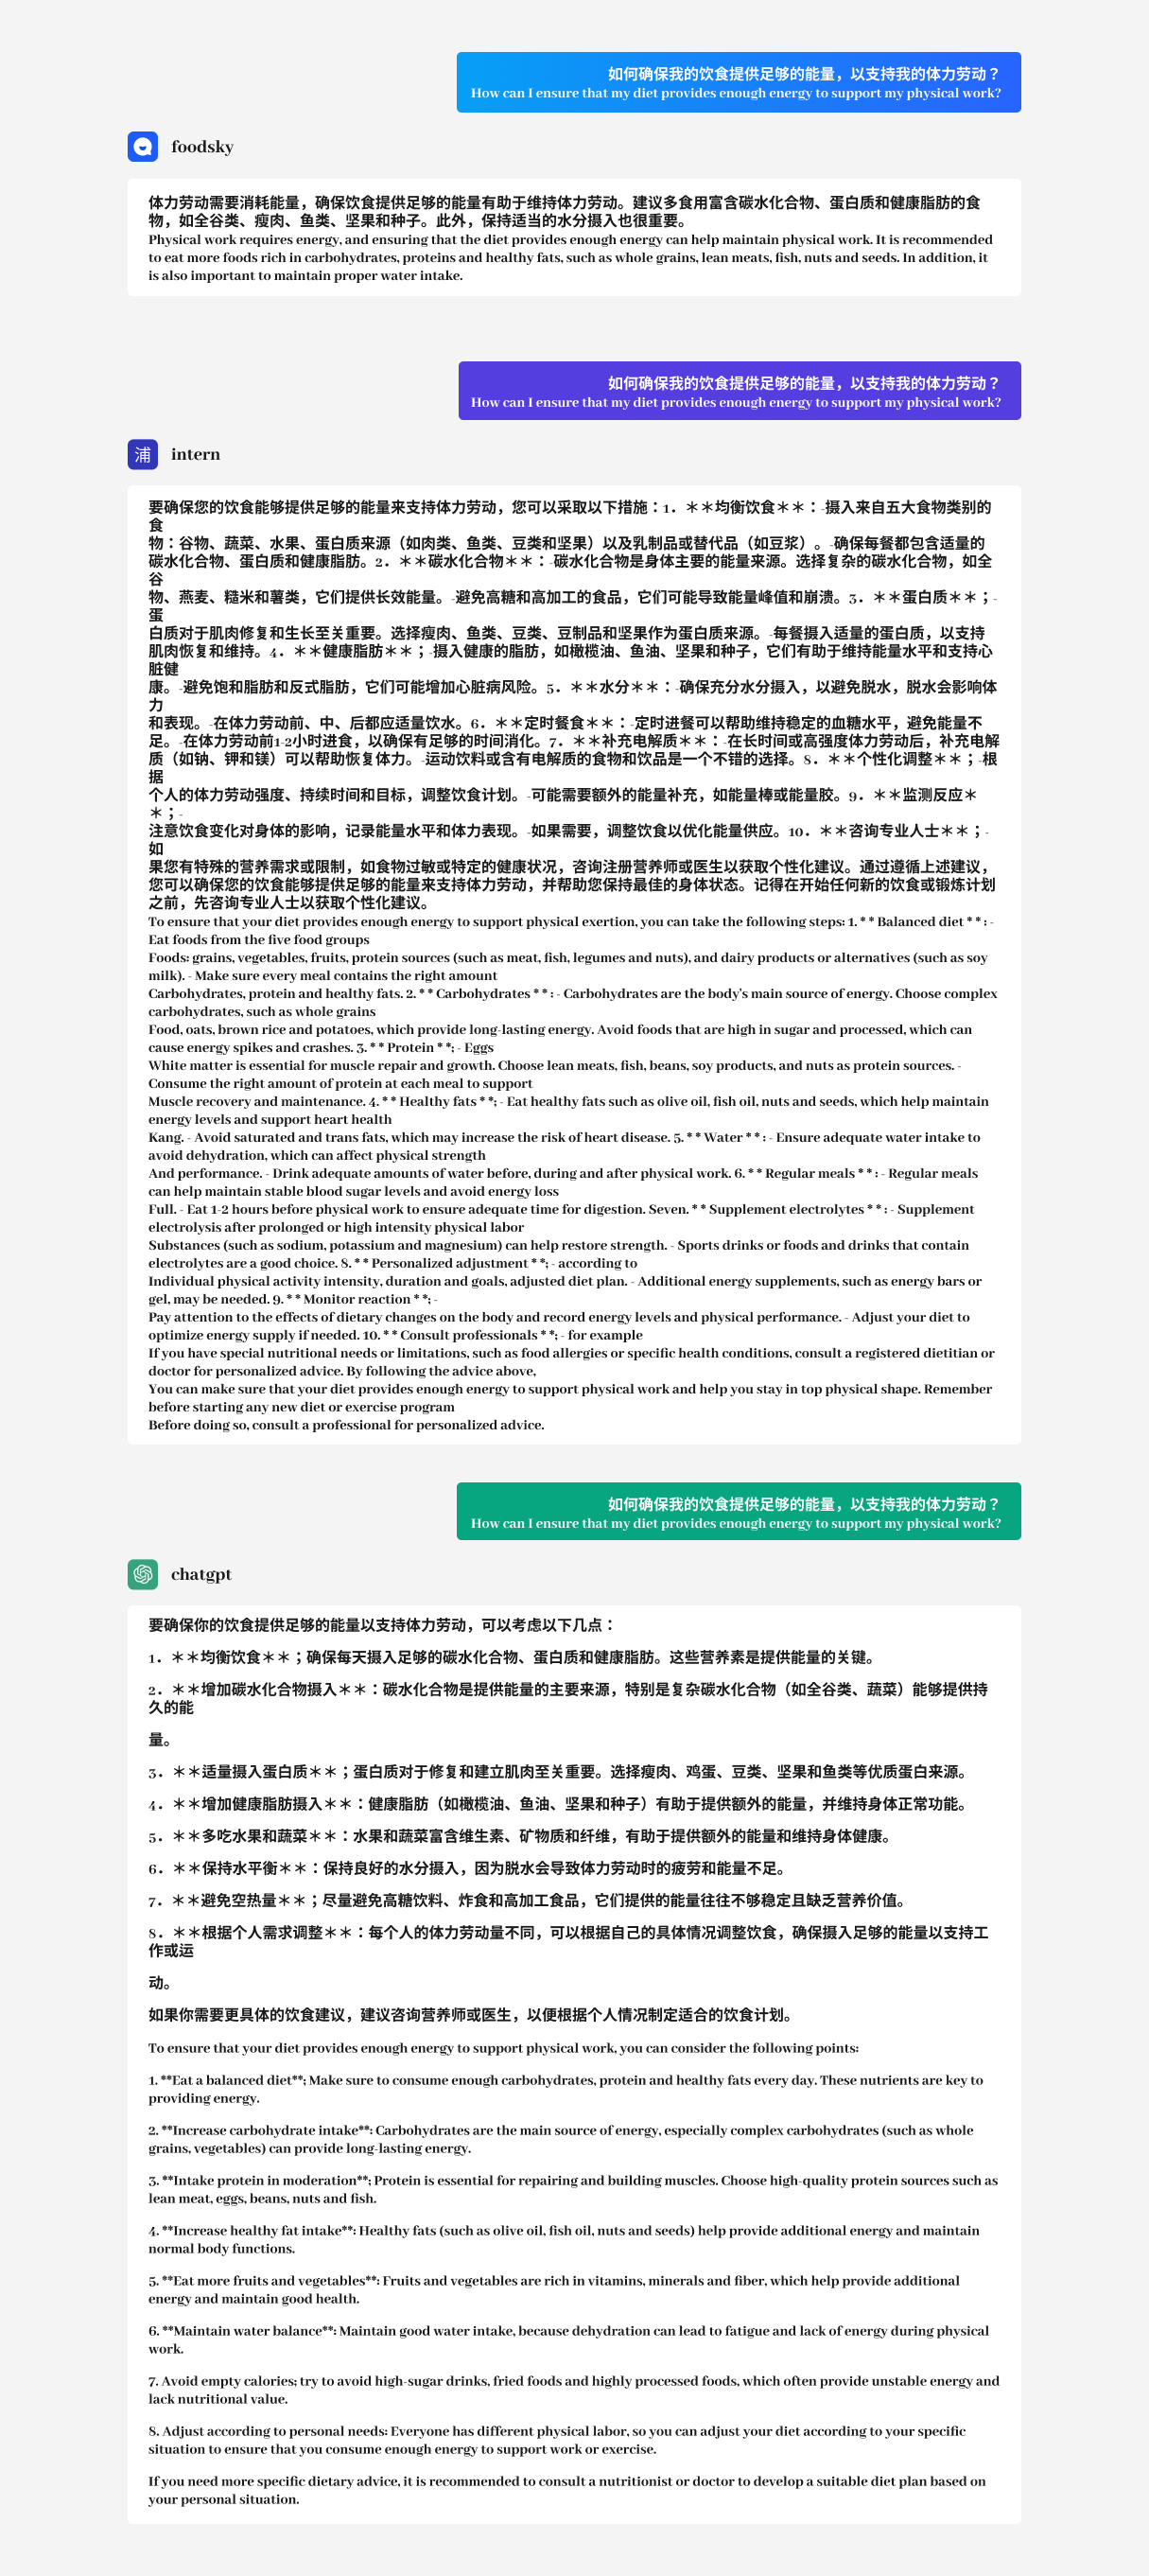 如何确保我的饮食提供足够的能量，以支持我的体力劳动？
How can I ensure that my diet provides enough energy to support my physical work?
foodsky
体力劳动需要消耗能量，确保饮食提供足够的能量有助于维持体力劳动。建议多食用富含碳水化合物、蛋白质和健康脂肪的食
物，如全谷类、瘦肉、鱼类、坚果和种子。此外，保持适当的水分摄入也很重要。
Physical work requires energy, and ensuring that the diet provides enough energy can help maintain physical work. It is recommended
to eat more foods rich in carbohydrates, proteins and healthy fats, such as whole grains, lean meats, fish, nuts and seeds. In addition, it
is also important to maintain proper water intake.
如何确保我的饮食提供足够的能量，以支持我的体力劳动？
How can I ensure that my diet provides enough energy to support my physical work?
浦 intern
要确保您的饮食能够提供足够的能量来支持体力劳动，您可以采取以下措施：1．＊＊均衡饮食＊＊：-摄入来自五大食物类别的
食
物：谷物、蔬菜、水果、蛋白质来源（如肉类、鱼类、豆类和坚果）以及乳制品或替代品（如豆浆）。-确保每餐都包含适量的
碳水化合物、蛋白质和健康脂肪。2．＊＊碳水化合物＊＊：-碳水化合物是身体主要的能量来源。选择复杂的碳水化合物，如全
谷
物、燕麦、糙米和薯类，它们提供长效能量。-避免高糖和高加工的食品，它们可能导致能量峰值和崩溃。3．＊＊蛋白质＊＊；-
蛋
白质对于肌肉修复和生长至关重要。选择瘦肉、鱼类、豆类、豆制品和坚果作为蛋白质来源。-每餐摄入适量的蛋白质，以支持
肌肉恢复和维持。4．＊＊健康脂肪＊＊；-摄入健康的脂肪，如橄榄油、鱼油、坚果和种子，它们有助于维持能量水平和支持心
脏健
康。-避免饱和脂肪和反式脂肪，它们可能增加心脏病风险。5．＊＊水分＊＊：-确保充分水分摄入，以避免脱水，脱水会影响体
力
和表现。-在体力劳动前、中、后都应适量饮水。6．＊＊定时餐食＊＊：-定时进餐可以帮助维持稳定的血糖水平，避免能量不
足。-在体力劳动前1-2小时进食，以确保有足够的时间消化。7．＊＊补充电解质＊＊：-在长时间或高强度体力劳动后，补充电解
质（如钠、钾和镁）可以帮助恢复体力。-运动饮料或含有电解质的食物和饮品是一个不错的选择。8．＊＊个性化调整＊＊；-根
据
个人的体力劳动强度、持续时间和目标，调整饮食计划。-可能需要额外的能量补充，如能量棒或能量胶。9．＊＊监测反应＊
＊；-
注意饮食变化对身体的影响，记录能量水平和体力表现。-如果需要，调整饮食以优化能量供应。10．＊＊咨询专业人士＊＊；-
如
果您有特殊的营养需求或限制，如食物过敏或特定的健康状况，咨询注册营养师或医生以获取个性化建议。通过遵循上述建议，
您可以确保您的饮食能够提供足够的能量来支持体力劳动，并帮助您保持最佳的身体状态。记得在开始任何新的饮食或锻炼计划
之前，先咨询专业人士以获取个性化建议。
To ensure that your diet provides enough energy to support physical exertion, you can take the following steps: 1. * * Balanced diet * * : -
Eat foods from the five food groups
Foods: grains, vegetables, fruits, protein sources (such as meat, fish, legumes and nuts), and dairy products or alternatives (such as soy
milk). - Make sure every meal contains the right amount
Carbohydrates, protein and healthy fats. 2. * * Carbohydrates * * : - Carbohydrates are the body's main source of energy. Choose complex
carbohydrates, such as whole grains
Food, oats, brown rice and potatoes, which provide long-lasting energy. Avoid foods that are high in sugar and processed, which can
cause energy spikes and crashes. 3. * * Protein * *; - Eggs
White matter is essential for muscle repair and growth. Choose lean meats, fish, beans, soy products, and nuts as protein sources. -
Consume the right amount of protein at each meal to support
Muscle recovery and maintenance. 4. * * Healthy fats * *; - Eat healthy fats such as olive oil, fish oil, nuts and seeds, which help maintain
energy levels and support heart health
Kang. - Avoid saturated and trans fats, which may increase the risk of heart disease. 5. * * Water * * : - Ensure adequate water intake to
avoid dehydration, which can affect physical strength
And performance. - Drink adequate amounts of water before, during and after physical work. 6. * * Regular meals * * : - Regular meals
can help maintain stable blood sugar levels and avoid energy loss
Full. - Eat 1-2 hours before physical work to ensure adequate time for digestion. Seven. * * Supplement electrolytes * * : - Supplement
electrolysis after prolonged or high intensity physical labor
Substances (such as sodium, potassium and magnesium) can help restore strength. - Sports drinks or foods and drinks that contain
electrolytes are a good choice. 8. * * Personalized adjustment * *; - according to
Individual physical activity intensity, duration and goals, adjusted diet plan. - Additional energy supplements, such as energy bars or
gel, may be needed. 9. * * Monitor reaction * *; -
Pay attention to the effects of dietary changes on the body and record energy levels and physical performance. - Adjust your diet to
optimize energy supply if needed. 10. * * Consult professionals * *; - for example
If you have special nutritional needs or limitations, such as food allergies or specific health conditions, consult a registered dietitian or
doctor for personalized advice. By following the advice above,
You can make sure that your diet provides enough energy to support physical work and help you stay in top physical shape. Remember
before starting any new diet or exercise program
Before doing so, consult a professional for personalized advice.
如何确保我的饮食提供足够的能量，以支持我的体力劳动？
How can I ensure that my diet provides enough energy to support my physical work?
chatgpt
要确保你的饮食提供足够的能量以支持体力劳动，可以考虑以下几点：
1．＊＊均衡饮食＊＊；确保每天摄入足够的碳水化合物、蛋白质和健康脂肪。这些营养素是提供能量的关键。
2．＊＊增加碳水化合物摄入＊＊：碳水化合物是提供能量的主要来源，特别是复杂碳水化合物（如全谷类、蔬菜）能够提供持
久的能
量。
3．＊＊适量摄入蛋白质＊＊；蛋白质对于修复和建立肌肉至关重要。选择瘦肉、鸡蛋、豆类、坚果和鱼类等优质蛋白来源。
4．＊＊增加健康脂肪摄入＊＊：健康脂肪（如橄榄油、鱼油、坚果和种子）有助于提供额外的能量，并维持身体正常功能。
5．＊＊多吃水果和蔬菜＊＊：水果和蔬菜富含维生素、矿物质和纤维，有助于提供额外的能量和维持身体健康。
6．＊＊保持水平衡＊＊：保持良好的水分摄入，因为脱水会导致体力劳动时的疲劳和能量不足。
7．＊＊避免空热量＊＊；尽量避免高糖饮料、炸食和高加工食品，它们提供的能量往往不够稳定且缺乏营养价值。
8．＊＊根据个人需求调整＊＊：每个人的体力劳动量不同，可以根据自己的具体情况调整饮食，确保摄入足够的能量以支持工
作或运
动。
如果你需要更具体的饮食建议，建议咨询营养师或医生，以便根据个人情况制定适合的饮食计划。
To ensure that your diet provides enough energy to support physical work, you can consider the following points:
1. **Eat a balanced diet**; Make sure to consume enough carbohydrates, protein and healthy fats every day. These nutrients are key to
providing energy.
2. **Increase carbohydrate intake**: Carbohydrates are the main source of energy, especially complex carbohydrates (such as whole
grains, vegetables) can provide long-lasting energy.
3. **Intake protein in moderation**; Protein is essential for repairing and building muscles. Choose high-quality protein sources such as
lean meat, eggs, beans, nuts and fish.
4. **Increase healthy fat intake**: Healthy fats (such as olive oil, fish oil, nuts and seeds) help provide additional energy and maintain
normal body functions.
5. **Eat more fruits and vegetables**: Fruits and vegetables are rich in vitamins, minerals and fiber, which help provide additional
energy and maintain good health.
6. **Maintain water balance**: Maintain good water intake, because dehydration can lead to fatigue and lack of energy during physical
work.
7. Avoid empty calories; try to avoid high-sugar drinks, fried foods and highly processed foods, which often provide unstable energy and
lack nutritional value.
8. Adjust according to personal needs: Everyone has different physical labor, so you can adjust your diet according to your specific
situation to ensure that you consume enough energy to support work or exercise.
If you need more specific dietary advice, it is recommended to consult a nutritionist or doctor to develop a suitable diet plan based on
your personal situation.